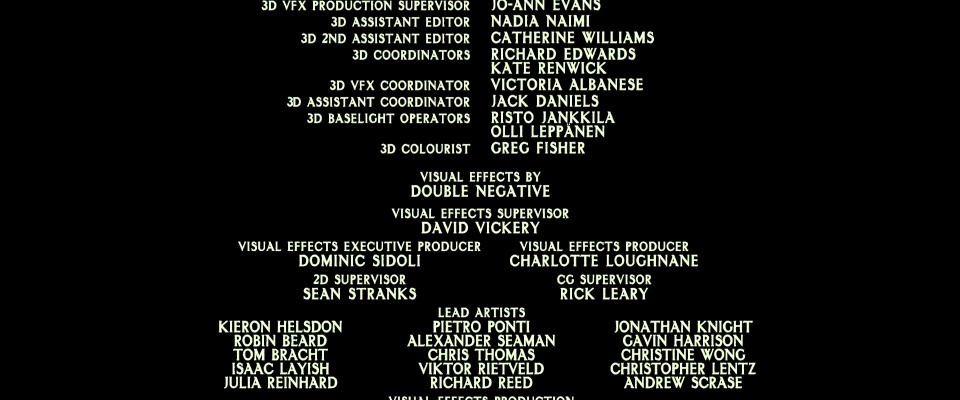 3D VFX PRODUCTION SUPERVISOR JO-ANN EVANS
3D ASSISTANT EDITOR NADIA NAIMI
3D 2ND ASSISTANT EDITOR CATHERINE WILLIAMS
3D COORDINATORS RICHARD EDWARDS
KATE RENWICK
3D VFX COORDINATOR VICTORIA ALBANESE
3D ASSISTANT COORDINATOR JACK DANIELS
3D BASELIGHT OPERATORS RISTO JANKKILA
OLLI LEPPÄNEN
3D COLOURIST GREG FISHER
VISUAL EFFECTS BY
DOUBLE NEGATIVE
VISUAL EFFECTS SUPERVISOR
DAVID VICKERY
VISUAL EFFECTS EXECUTIVE PRODUCER VISUAL EFFECTS PRODUCER
DOMINIC SIDOLI CHARLOTTE LOUGHNANE
2D SUPERVISOR CG SUPERVISOR
SEAN STRANKS RICK LEARY
LEAD ARTISTS
KIERON HELSDON PIETRO PONTI JONATHAN KNIGHT
ROBIN BEARD ALEXANDER SEAMAN GAVIN HARRISON
TOM BRACHT CHRIS THOMAS CHRISTINE WONG
ISAAC LAYISH VIKTOR RIETVELD CHRISTOPHER LENTZ
JULIA REINHARD RICHARD REED ANDREW SCRASE
VISUAL EFFECTS PRODUCTION